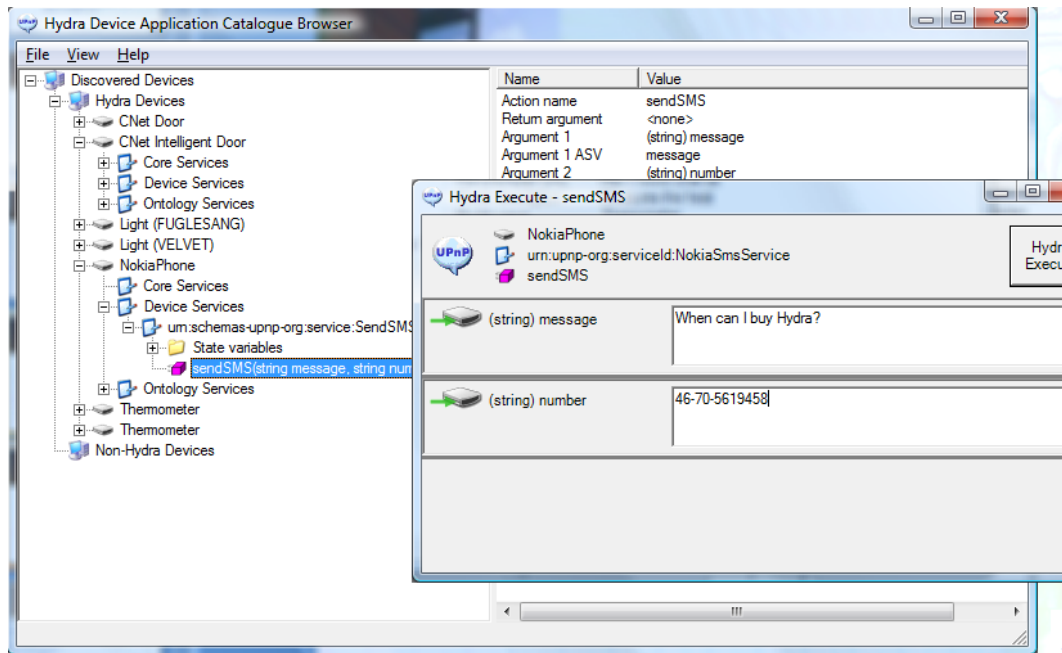 Hydra Device Application Catalogue Browser
File View Help
Discovered Devices
Hydra Devices
CNet Door
CNet Intelligent Door
Core Services
Device Services
Ontology Services
Light (FUGLESANG)
Light (VELVET)
NokiaPhone
Core Services
Device Services
urn:schemas-upnp-org:service:SendSMS
State variables
sendSMS(string message, string num
Ontology Services
Thermometer
Thermometer
Non-Hydra Devices
Name Value
Action name sendSMS
Return argument <none>
Argument 1 (string) message
Argument 1 ASV message
Argument 2 (string) number
Hydra Execute - sendSMS
UPnP
NokiaPhone
urn:upnp-org:serviceId:NokiaSmsService
sendSMS
Hydr
Execu
(string) message When can I buy Hydra?
(string) number 46-70-5619458